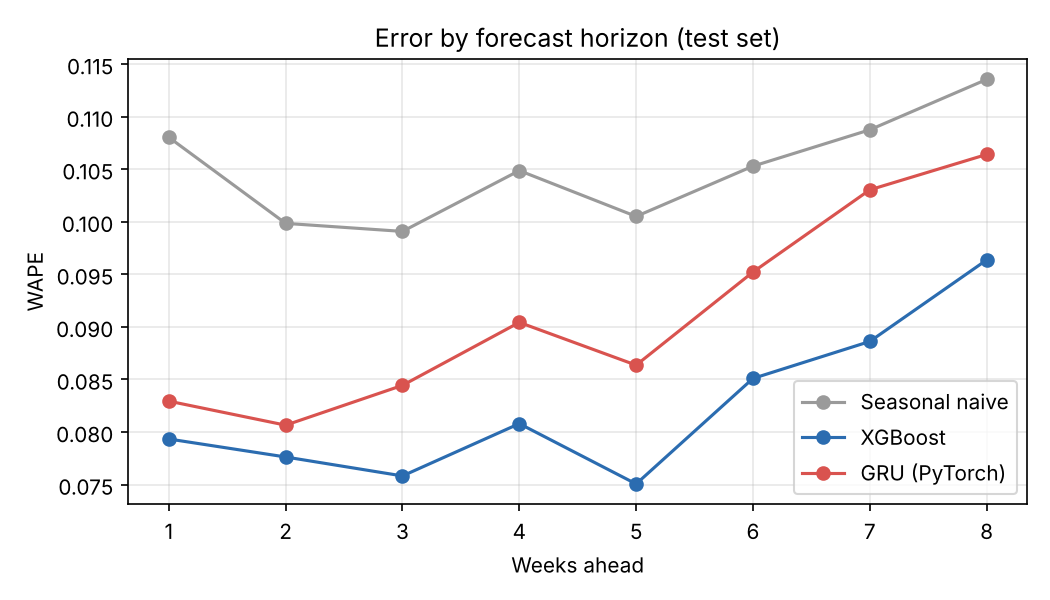 Error by forecast horizon (test set)
0.115
0.110
0.105
0.100
0.095
0.090
0.085
0.080
0.075
WAPE
Seasonal naive
XGBoost
GRU (PyTorch)
1 2 3 4 5 6 7 8
Weeks ahead